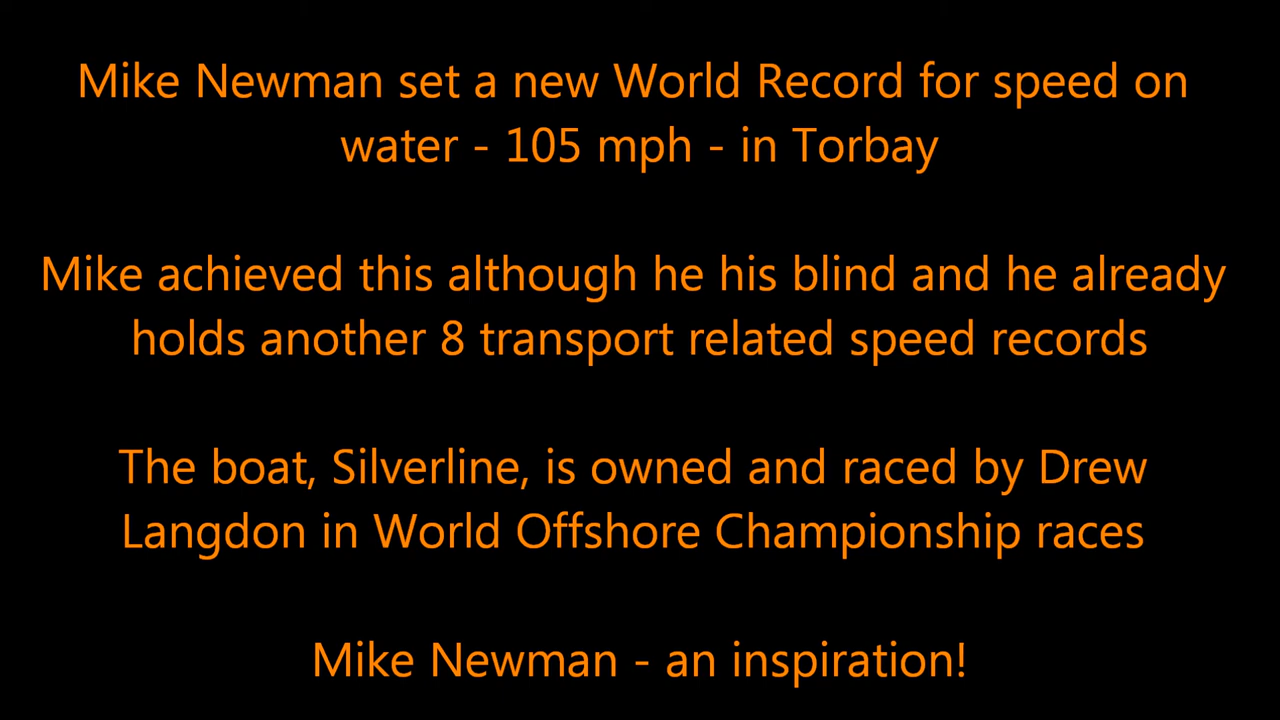 Mike Newman set a new World Record for speed on
water - 105 mph - in Torbay
Mike achieved this although he his blind and he already
holds another 8 transport related speed records
The boat, Silverline, is owned and raced by Drew
Langdon in World Offshore Championship races
Mike Newman - an inspiration!